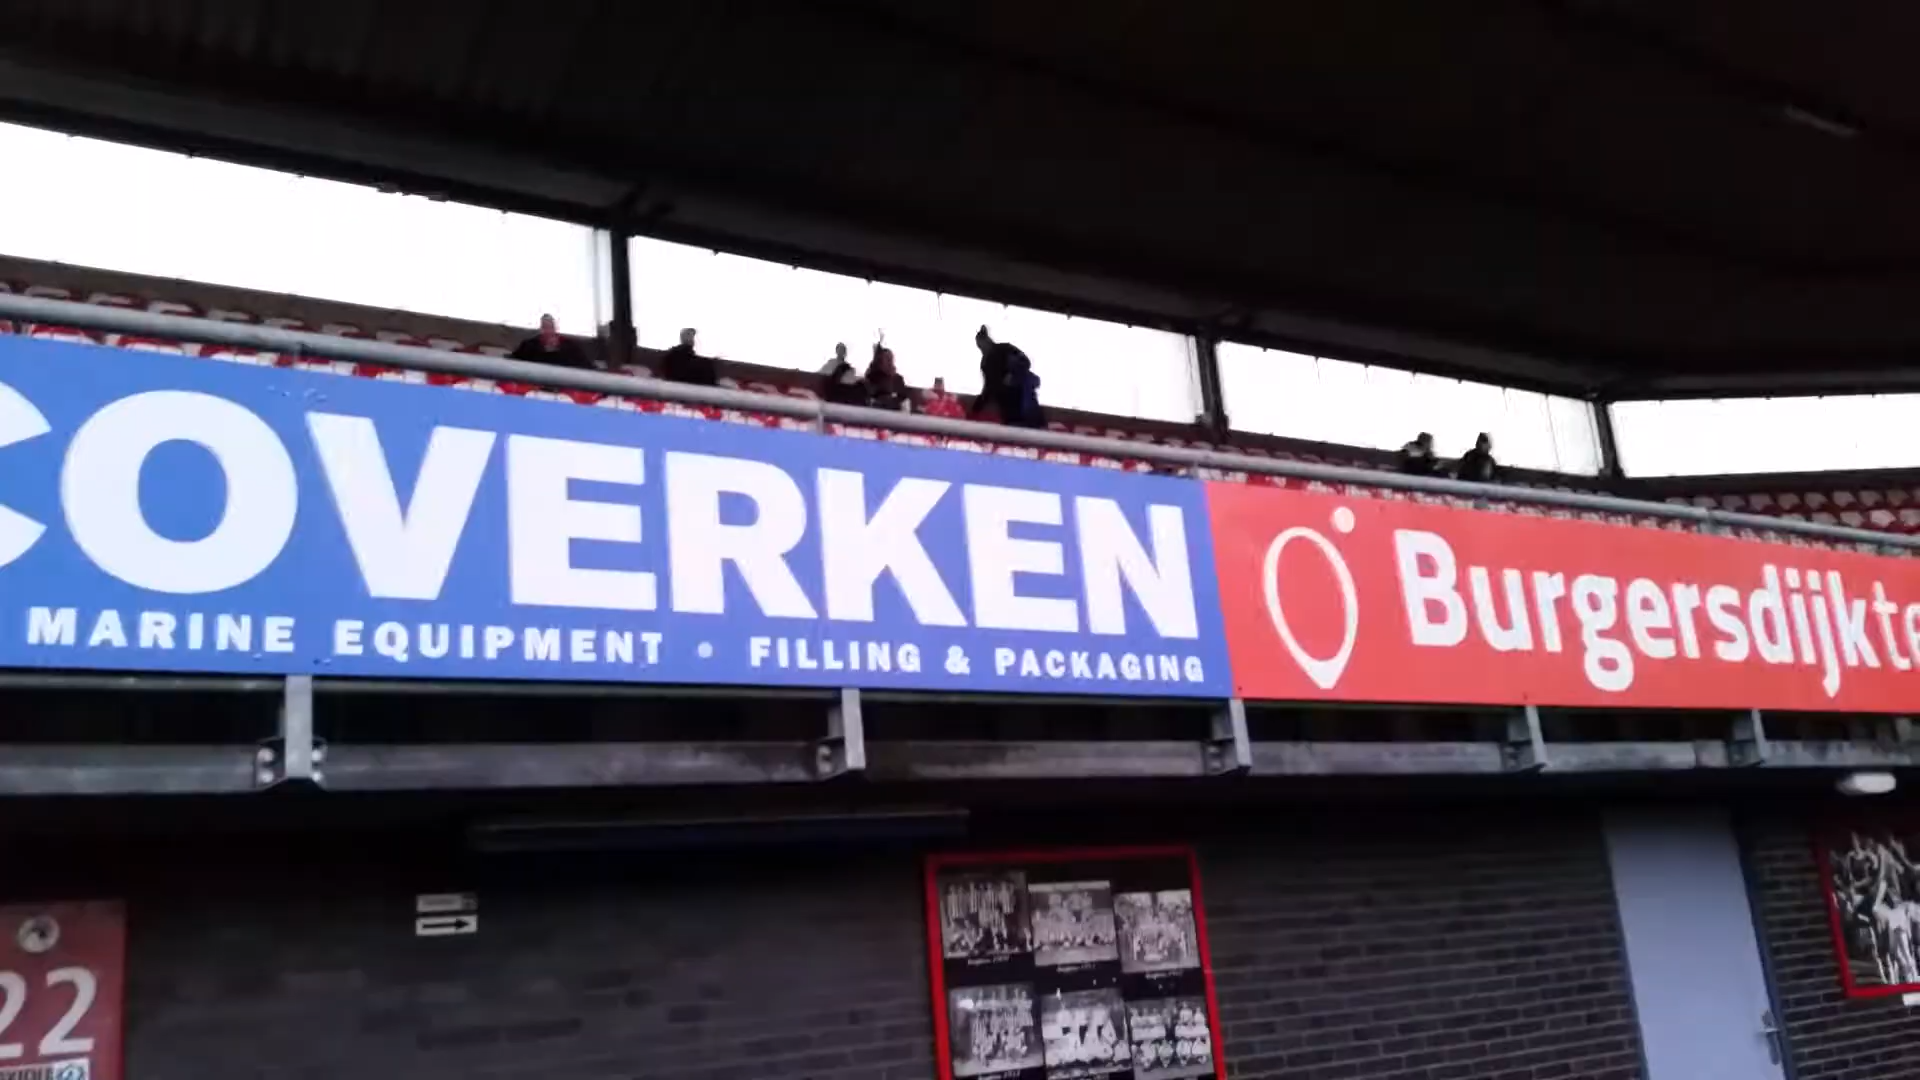 COVERKEN
MARINE EQUIPMENT • FILLING & PACKAGING
Burgersdijkte
22